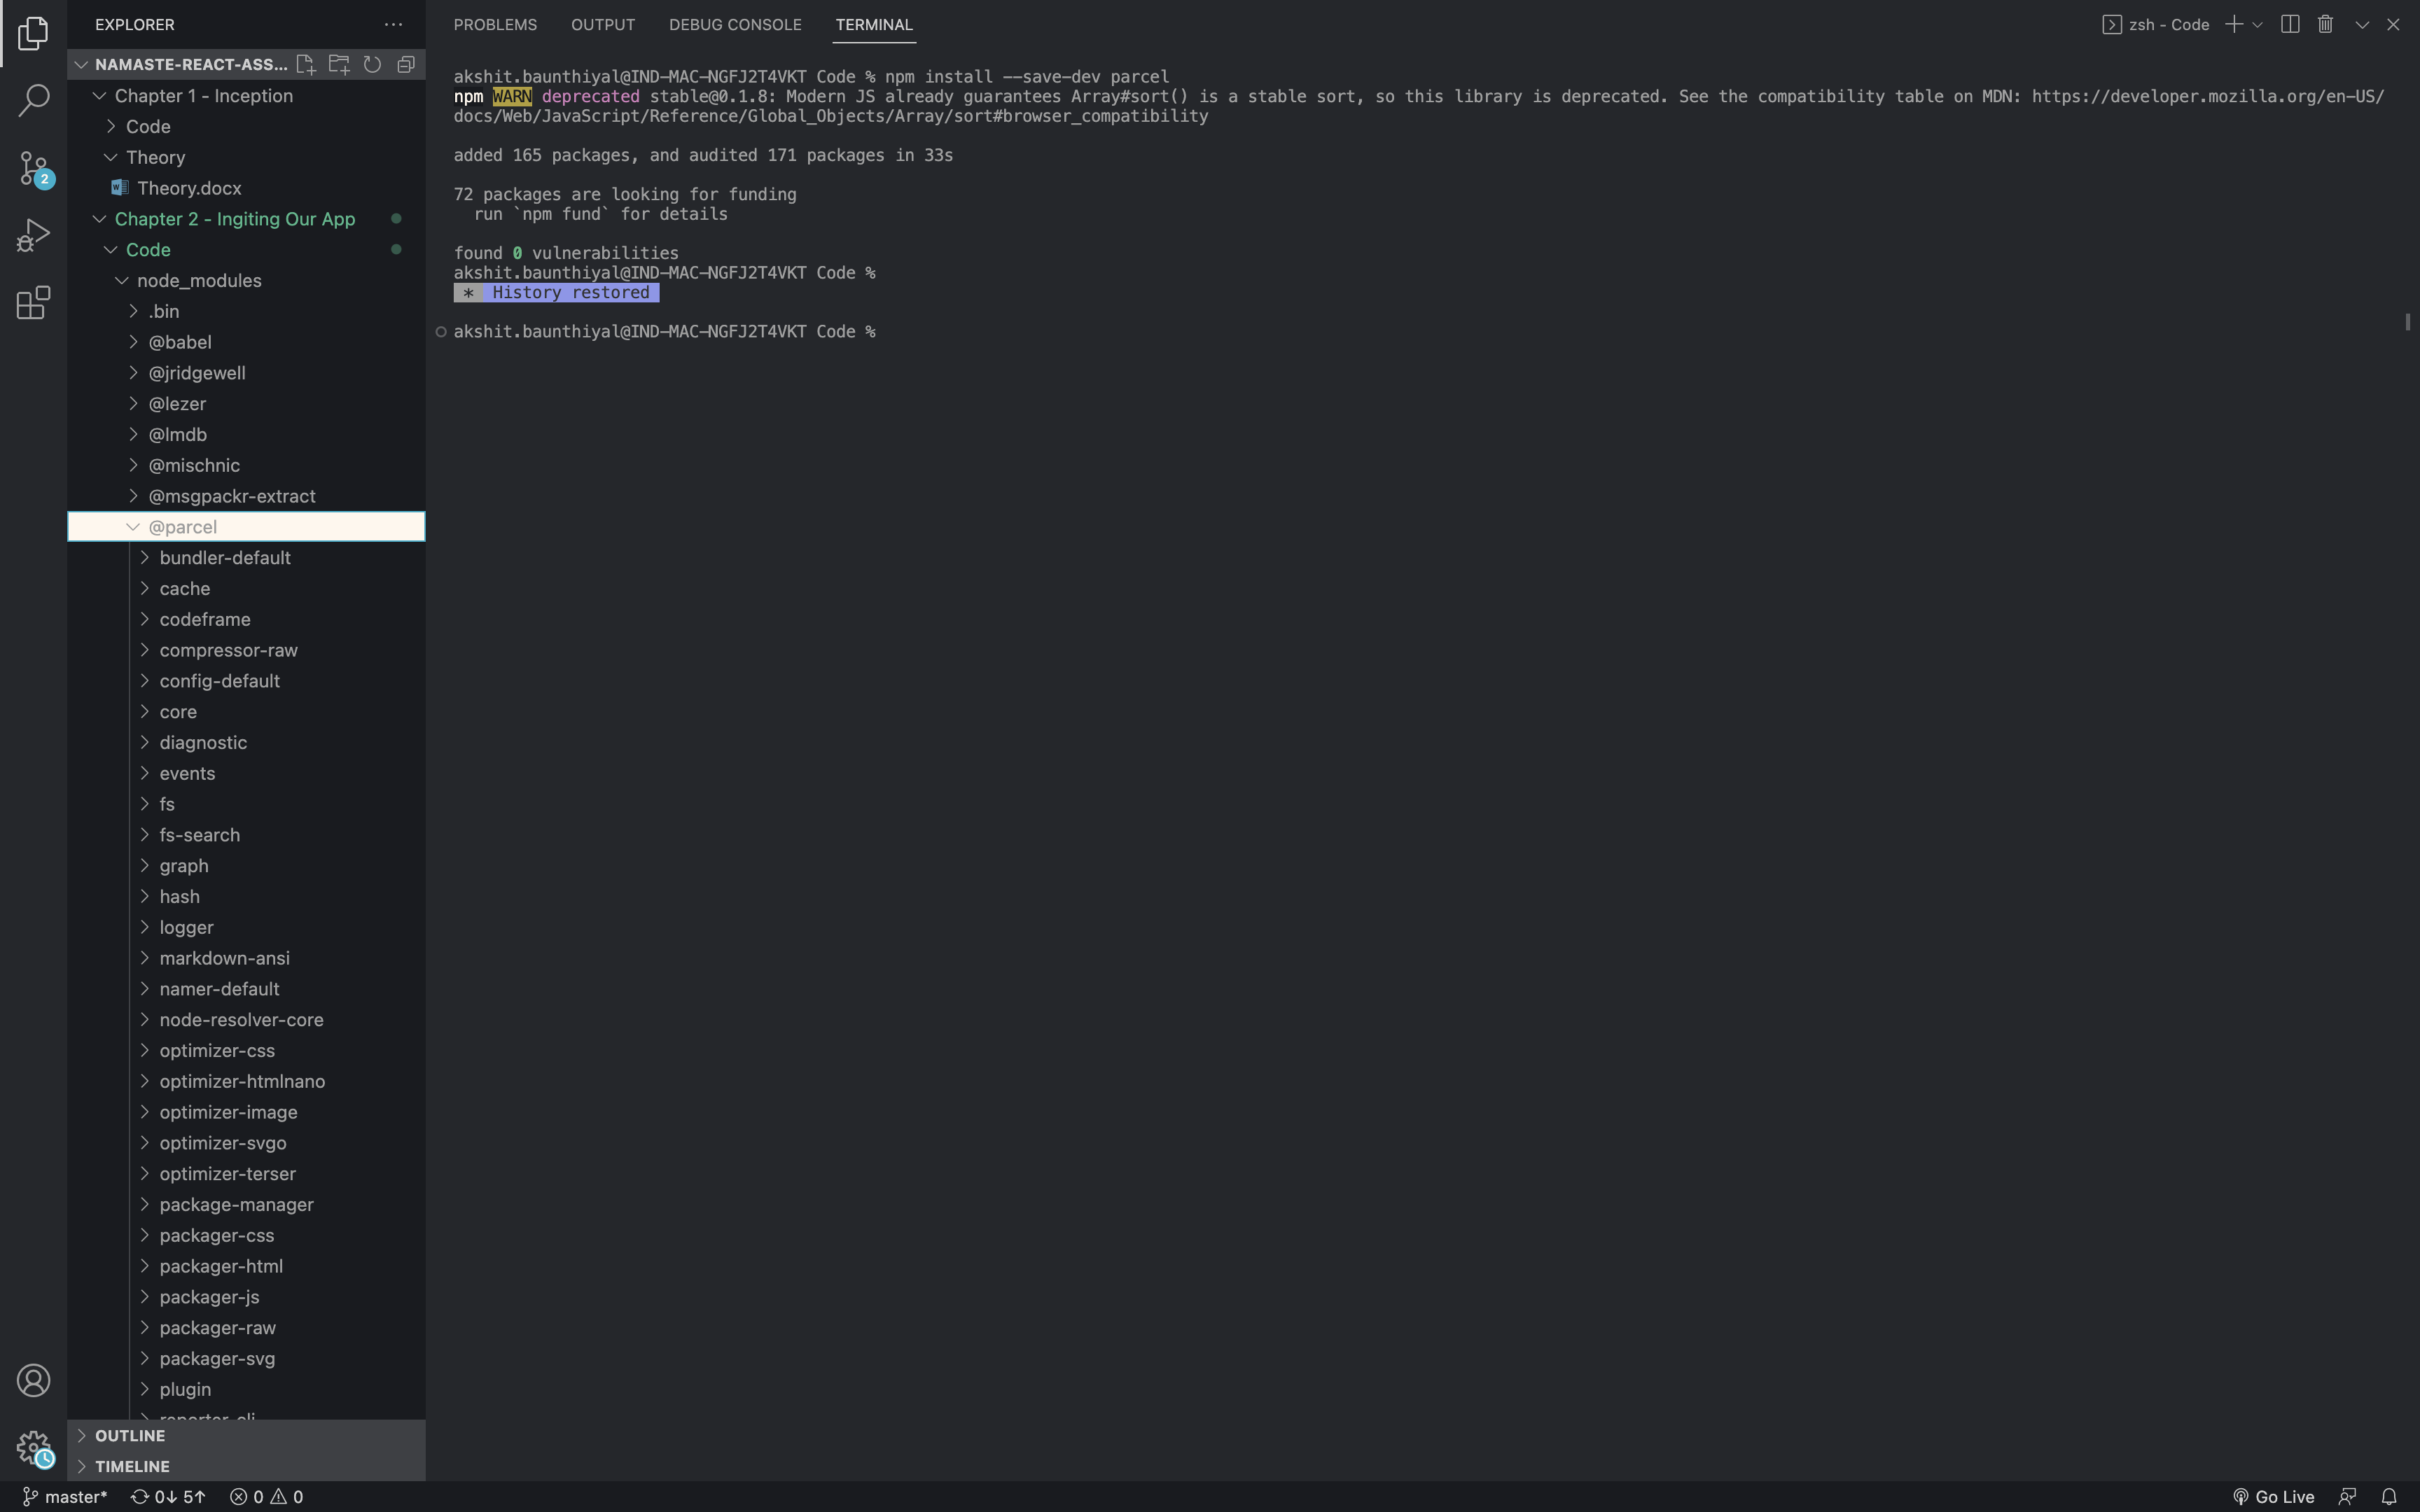 EXPLORER
NAMASTE-REACT-ASS...
Chapter 1 - Inception
Code
Theory
Theory.docx
Chapter 2 - Ingiting Our App
Code
node_modules
.bin
@babel
@jridgewell
@lezer
@lmdb
@mischnic
@msgpackr-extract
@parcel
bundler-default
cache
codeframe
compressor-raw
config-default
core
diagnostic
events
fs
fs-search
graph
hash
logger
markdown-ansi
namer-default
node-resolver-core
optimizer-css
optimizer-htmlnano
optimizer-image
optimizer-svgo
optimizer-terser
package-manager
packager-css
packager-html
packager-js
packager-raw
packager-svg
plugin
OUTLINE
TIMELINE
2
PROBLEMS OUTPUT DEBUG CONSOLE TERMINAL
zsh - Code
akshit.baunthiyal@IND-MAC-NGFJ2T4VKT Code % npm install --save-dev parcel
npm WARN deprecated stable@0.1.8: Modern JS already guarantees Array#sort() is a stable sort, so this library is deprecated. See the compatibility table on MDN: https://developer.mozilla.org/en-US/
docs/Web/JavaScript/Reference/Global_Objects/Array/sort#browser_compatibility
added 165 packages, and audited 171 packages in 33s
72 packages are looking for funding
run `npm fund` for details
found 0 vulnerabilities
akshit.baunthiyal@IND-MAC-NGFJ2T4VKT Code %
* History restored
akshit.baunthiyal@IND-MAC-NGFJ2T4VKT Code %
master* 0↓ 5↑ 0 0
Go Live